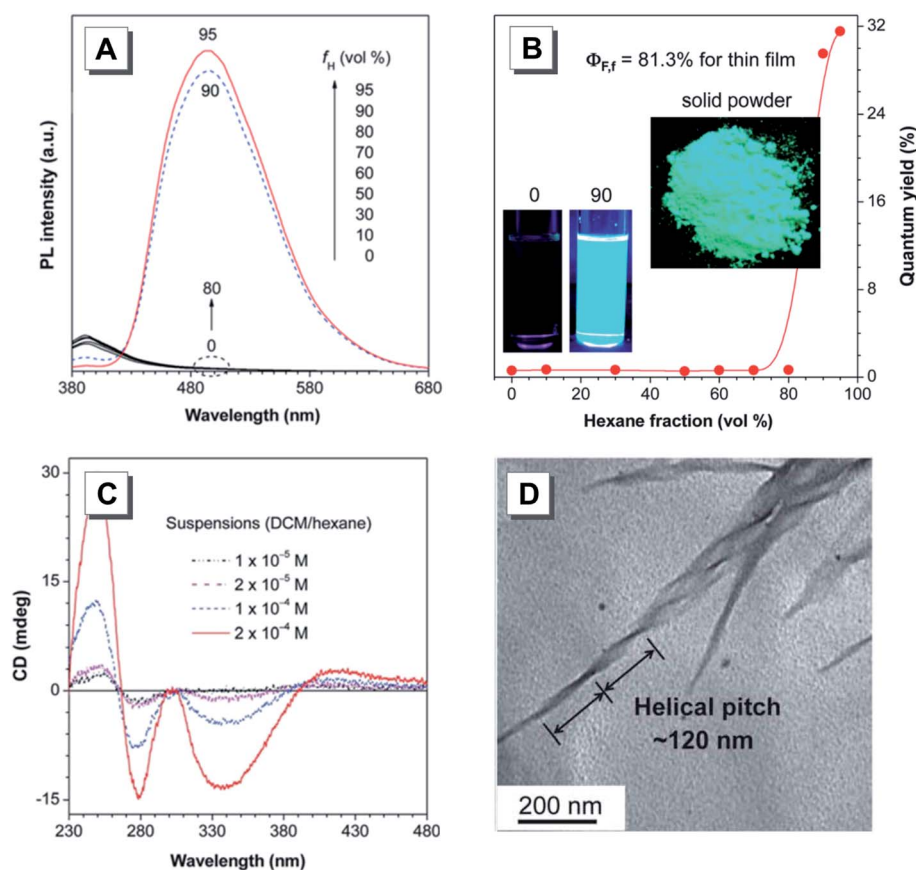 A
95
90
80
0
f_H (vol %)
95
90
80
70
60
50
30
10
0
PL intensity (a.u.)
380 480 580 680
Wavelength (nm)
B
Φ_F,f = 81.3% for thin film
solid powder
0 90
32
24
16
8
0
Quantum yield (%)
0 20 40 60 80 100
Hexane fraction (vol %)
C
Suspensions (DCM/hexane)
1 x 10⁻⁵ M
2 x 10⁻⁵ M
1 x 10⁻⁴ M
2 x 10⁻⁴ M
30
15
0
-15
CD (mdeg)
230 280 330 380 430 480
Wavelength (nm)
D
Helical pitch
~120 nm
200 nm